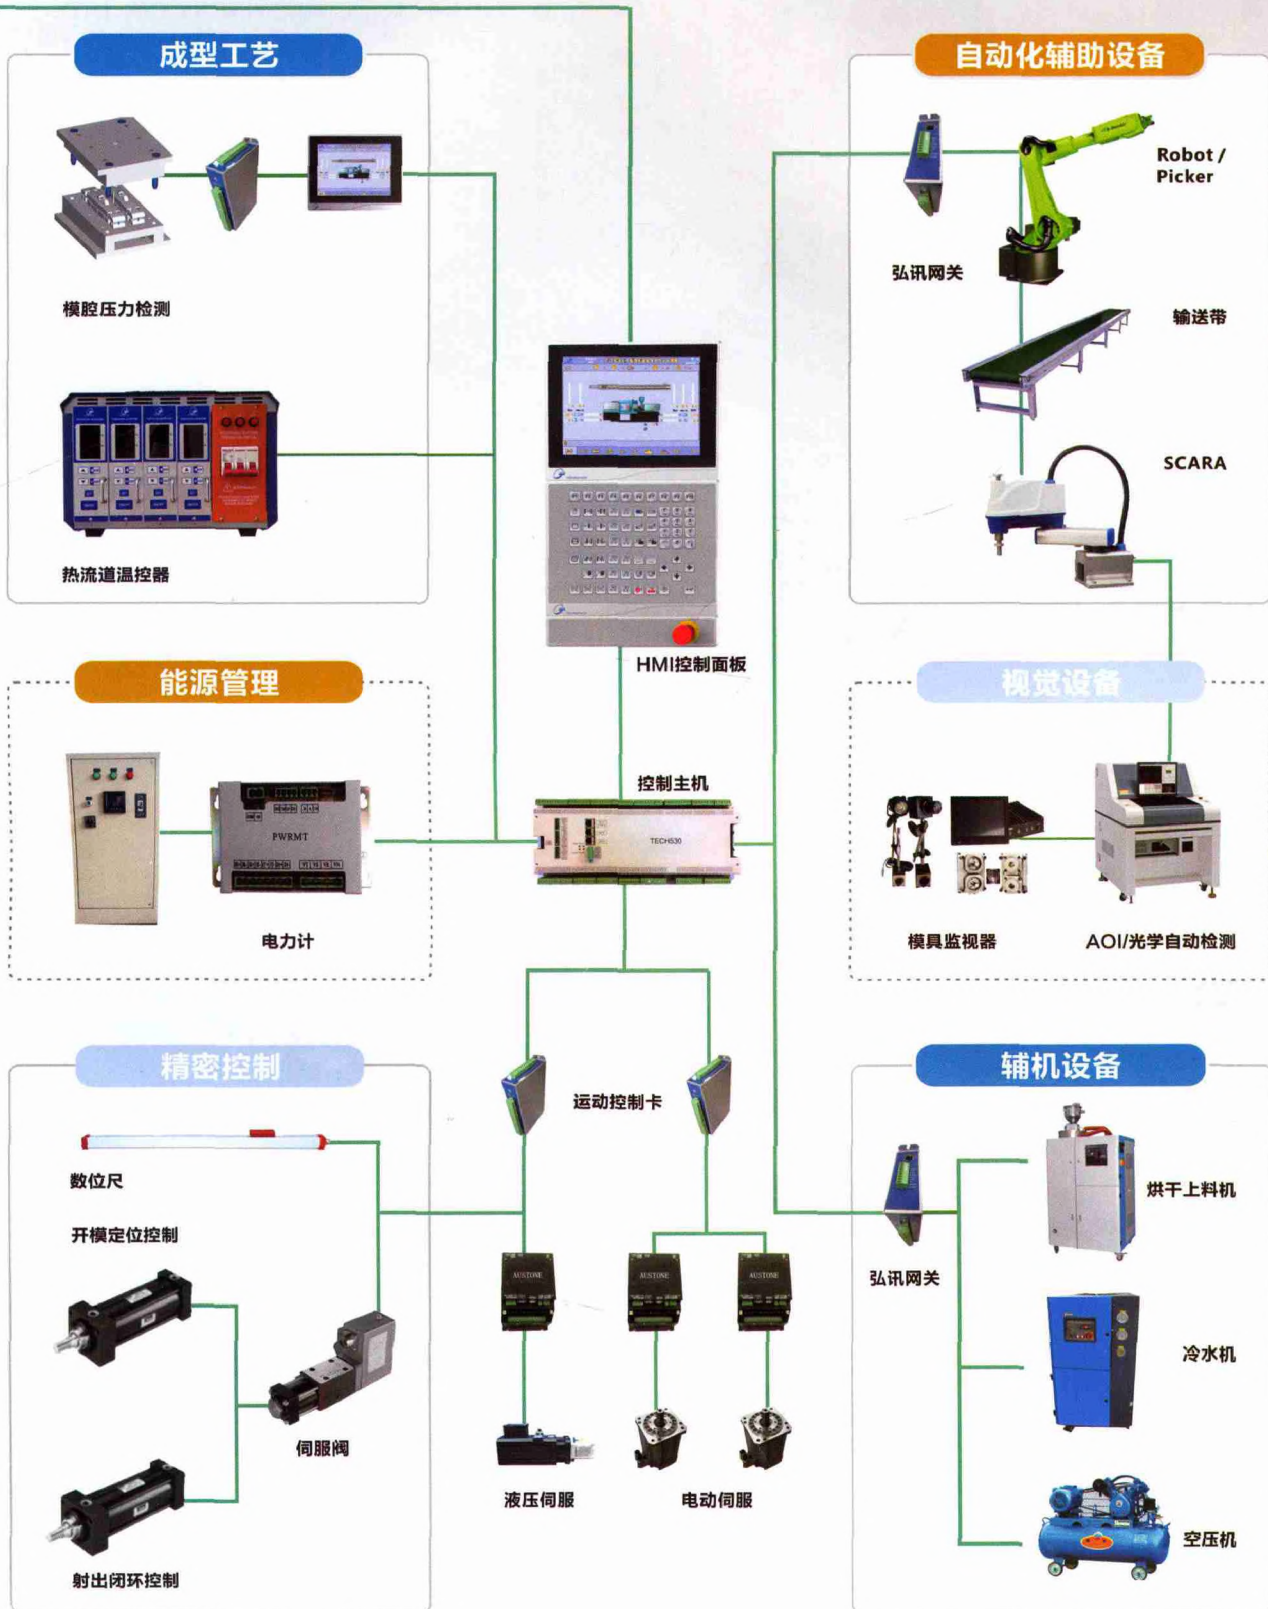 成型工艺
模腔压力检测
热流道温控器
自动化辅助设备
Robot /
Picker
弘讯网关
输送带
SCARA
HMI控制面板
能源管理
PWRMT
电力计
控制主机
TECH530
视觉设备
模具监视器
AOI/光学自动检测
精密控制
数位尺
开模定位控制
伺服阀
射出闭环控制
运动控制卡
AUSTONE
AUSTONE
AUSTONE
液压伺服
电动伺服
辅机设备
弘讯网关
烘干上料机
冷水机
空压机